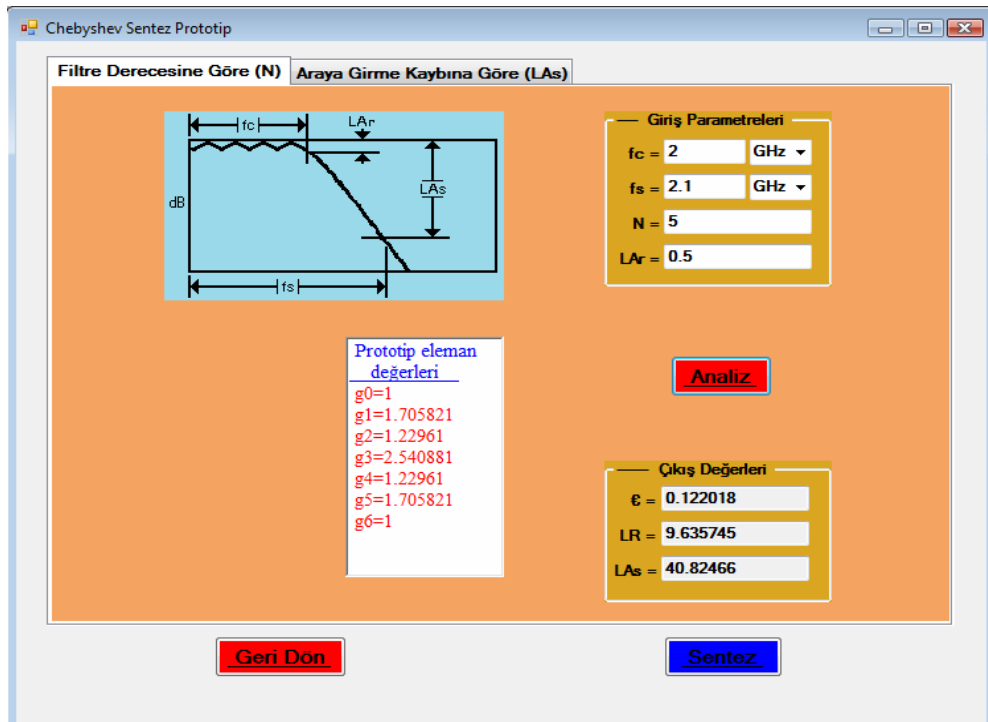 Chebyshev Sentez Prototip
Filtre Derecesine Göre (N)
Araya Girme Kaybına Göre (LAs)
fc
LAr
LAs
dB
fs
Giriş Parametreleri
fc = 2 GHz
fs = 2.1 GHz
N = 5
LAr = 0.5
Prototip eleman
değerleri
g0=1
g1=1.705821
g2=1.22961
g3=2.540881
g4=1.22961
g5=1.705821
g6=1
Analiz
Çıkış Değerleri
€ = 0.122018
LR = 9.635745
LAs = 40.82466
Geri Dön
Sentez